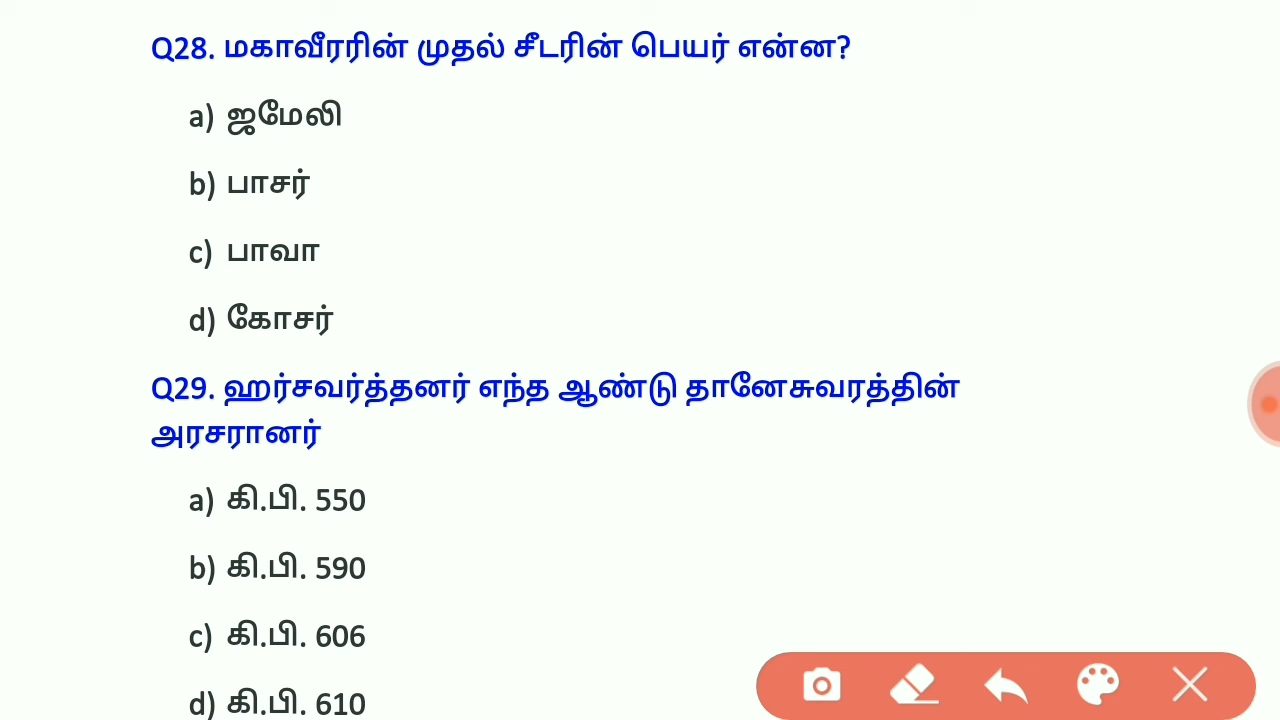 Q28. மகாவீரரின் முதல் சீடரின் பெயர் என்ன?
a) ஜமேலி
b) பாசர்
c) பாவா
d) கோசர்
Q29. ஹர்சவர்த்தனர் எந்த ஆண்டு தானேசுவரத்தின்
அரசரானர்
a) கி.பி. 550
b) கி.பி. 590
c) கி.பி. 606
d) கி.பி. 610